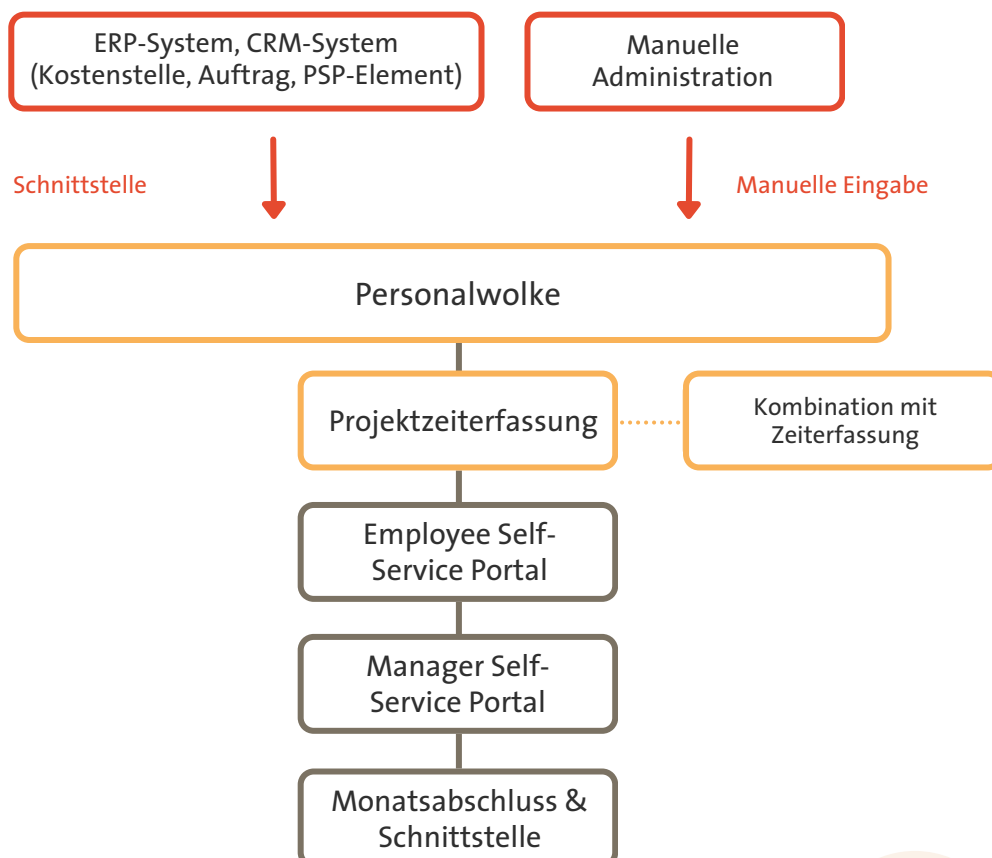 ERP-System, CRM-System
(Kostenstelle, Auftrag, PSP-Element)
Manuelle
Administration
Schnittstelle
Manuelle Eingabe
Personalwolke
Projektzeiterfassung
Kombination mit
Zeiterfassung
Employee Self-
Service Portal
Manager Self-
Service Portal
Monatsabschluss &
Schnittstelle